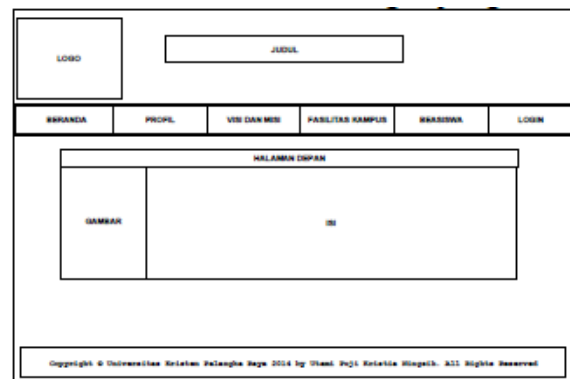 LOGO
JUDUL
BERANDA PROFIL VISI DAN MISI FASILITAS KAMPUS BEASISWA LOGIN
HALAMAN DEPAN
GAMBAR
ISI
Copyright © Universitas Kristen Palangka Raya 2014 by Utami Puji Kristia Ningsih. All Rights Reserved